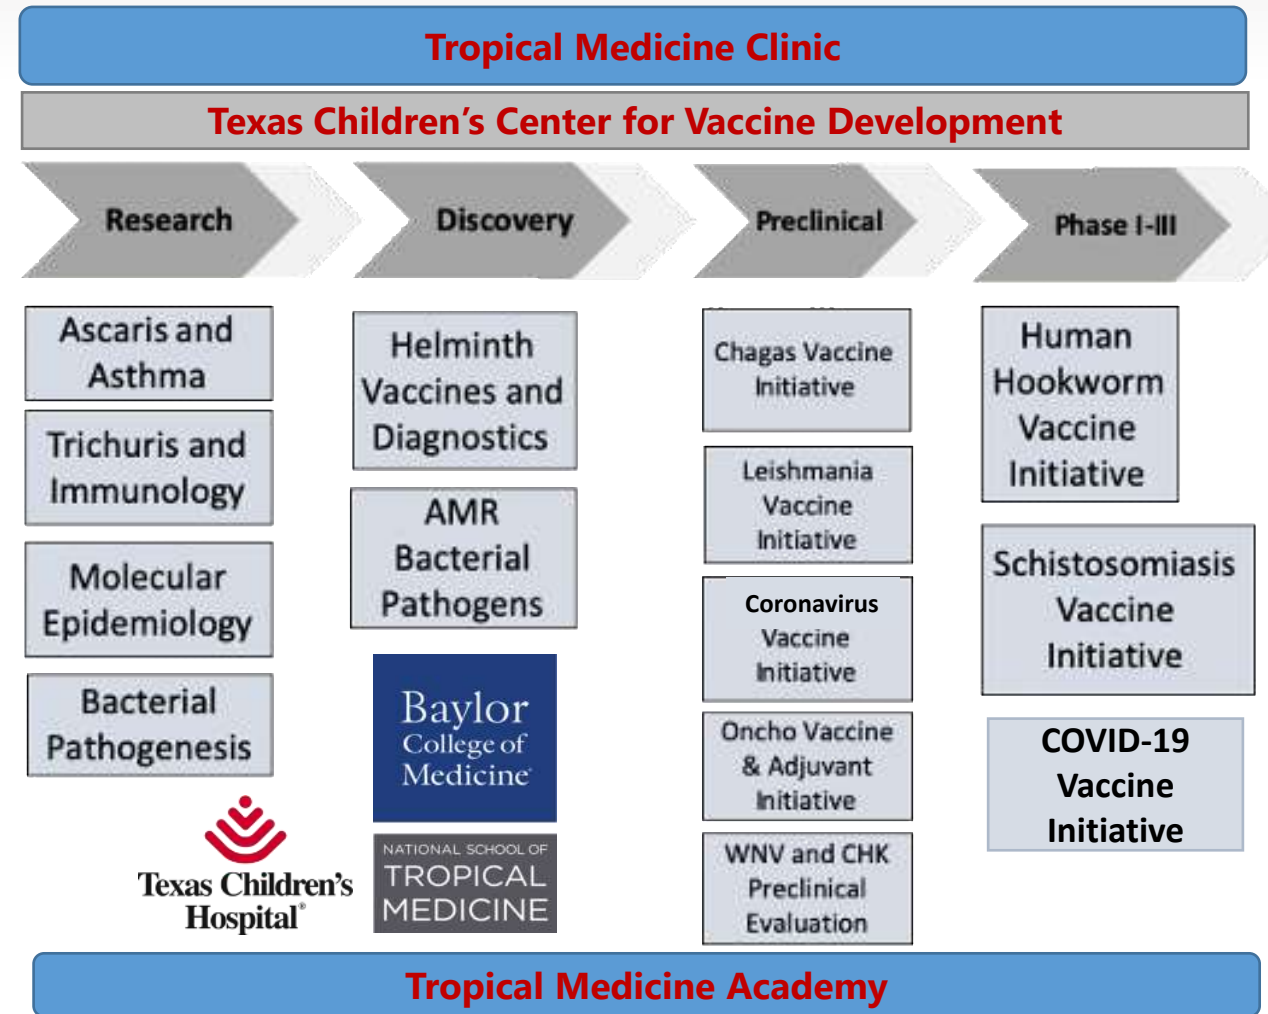 Tropical Medicine Clinic
Texas Children's Center for Vaccine Development
Research
Discovery
Preclinical
Phase I-III
Ascaris and
Asthma
Trichuris and
Immunology
Molecular
Epidemiology
Bacterial
Pathogenesis
Texas Children's
Hospital®
Helminth
Vaccines and
Diagnostics
AMR
Bacterial
Pathogens
Baylor
College of
Medicine
NATIONAL SCHOOL OF
TROPICAL
MEDICINE
Chagas Vaccine
Initiative
Leishmania
Vaccine
Initiative
Coronavirus
Vaccine
Initiative
Oncho Vaccine
& Adjuvant
Initiative
WNV and CHK
Preclinical
Evaluation
Human
Hookworm
Vaccine
Initiative
Schistosomiasis
Vaccine
Initiative
COVID-19
Vaccine
Initiative
Tropical Medicine Academy